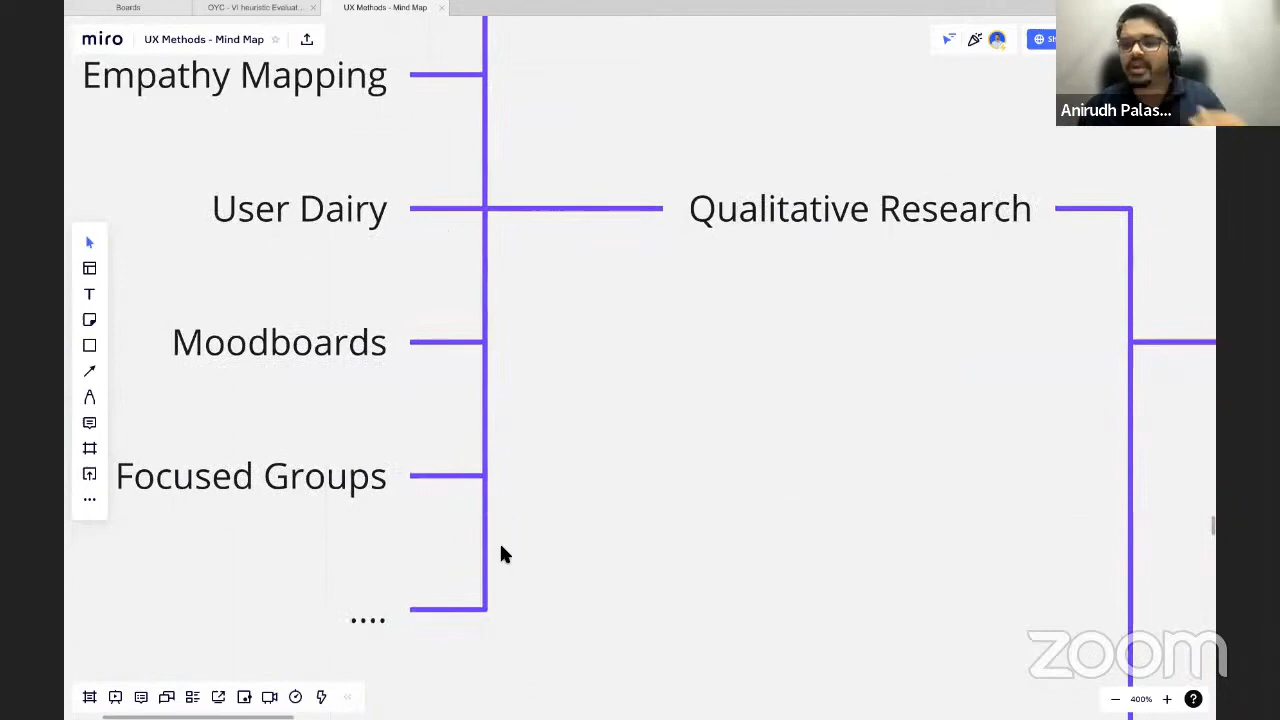 Boards
OYC - VI heuristic Evaluat...
UX Methods - Mind Map
miro
UX Methods - Mind Map
Sh
Anirudh Palas...
Empathy Mapping
User Dairy
Qualitative Research
Moodboards
Focused Groups
....
zoom
400%